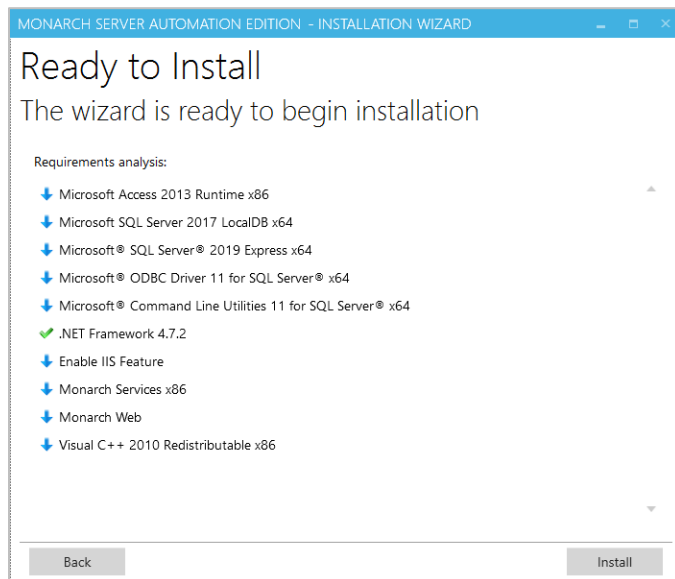 MONARCH SERVER AUTOMATION EDITION - INSTALLATION WIZARD
Ready to Install
The wizard is ready to begin installation
Requirements analysis:
Microsoft Access 2013 Runtime x86
Microsoft SQL Server 2017 LocalDB x64
Microsoft® SQL Server® 2019 Express x64
Microsoft® ODBC Driver 11 for SQL Server® x64
Microsoft® Command Line Utilities 11 for SQL Server® x64
.NET Framework 4.7.2
Enable IIS Feature
Monarch Services x86
Monarch Web
Visual C++ 2010 Redistributable x86
Back
Install